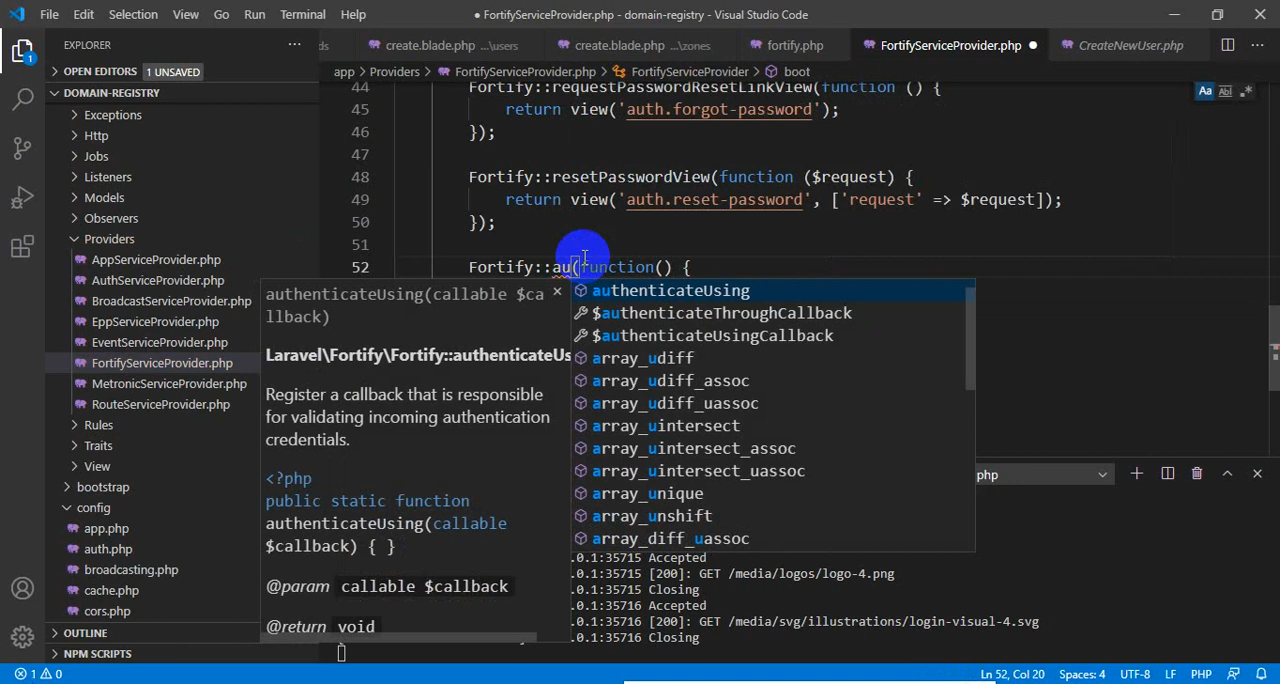 File Edit Selection View Go Run Terminal Help
● FortifyServiceProvider.php - domain-registry - Visual Studio Code
EXPLORER
ds
create.blade.php ...\users
create.blade.php ...\zones
fortify.php
FortifyServiceProvider.php
CreateNewUser.php
OPEN EDITORS 1 UNSAVED
DOMAIN-REGISTRY
Exceptions
Http
Jobs
Listeners
Models
Observers
Providers
AppServiceProvider.php
AuthServiceProvider.php
BroadcastServiceProvider.php
EppServiceProvider.php
EventServiceProvider.php
FortifyServiceProvider.php
MetronicServiceProvider.php
RouteServiceProvider.php
Rules
Traits
View
bootstrap
config
app.php
auth.php
broadcasting.php
cache.php
cors.php
OUTLINE
NPM SCRIPTS
app > Providers > FortifyServiceProvider.php > FortifyServiceProvider > boot
44 Fortify::requestPasswordResetLinkView(function () {
45 return view('auth.forgot-password');
46 });
47
48 Fortify::resetPasswordView(function ($request) {
49 return view('auth.reset-password', ['request' => $request]);
50 });
51
52 Fortify::au(function() {
Aa Abl .*
authenticateUsing(callable $ca
llback)
Laravel\Fortify\Fortify::authenticateUs
Register a callback that is responsible
for validating incoming authentication
credentials.
<?php
public static function
authenticateUsing(callable
$callback) { }
@param callable $callback
@return void
authenticateUsing
$authenticateThroughCallback
$authenticateUsingCallback
array_udiff
array_udiff_assoc
array_udiff_uassoc
array_uintersect
array_uintersect_assoc
array_uintersect_uassoc
array_unique
array_unshift
array_diff_uassoc
php
.0.1:35715 Accepted
.0.1:35715 [200]: GET /media/logos/logo-4.png
.0.1:35715 Closing
.0.1:35716 Accepted
.0.1:35716 [200]: GET /media/svg/illustrations/login-visual-4.svg
.0.1:35716 Closing
1 0
Ln 52, Col 20 Spaces: 4 UTF-8 LF PHP